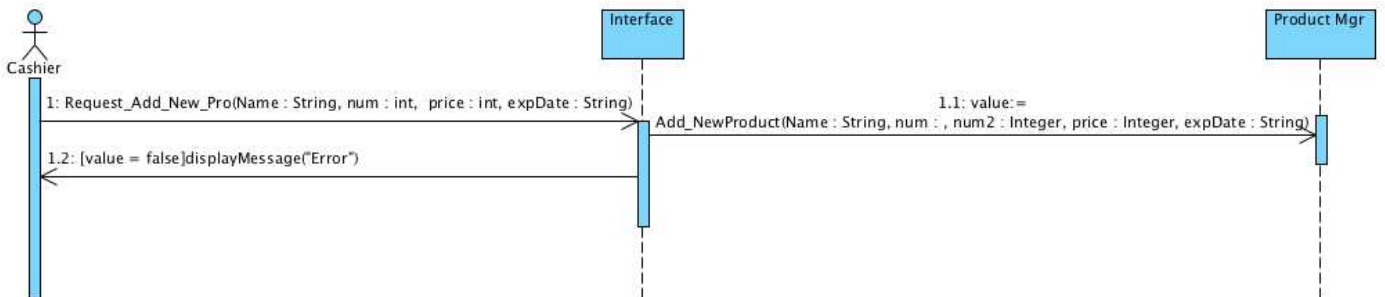 Interface
Product Mgr
Cashier
1: Request_Add_New_Pro(Name : String, num : int,  price : int, expDate : String)
1.1: value:=
Add_NewProduct(Name : String, num : , num2 : Integer, price : Integer, expDate : String)
1.2: [value = false]displayMessage("Error")